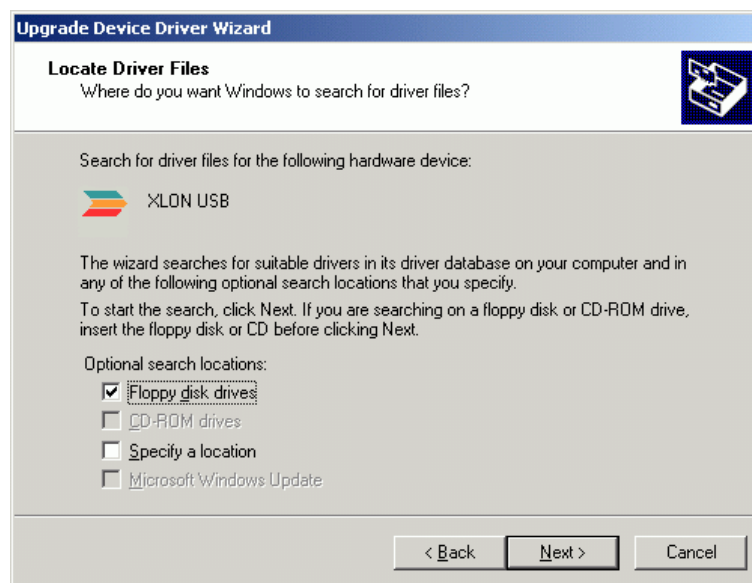 Upgrade Device Driver Wizard
Locate Driver Files
Where do you want Windows to search for driver files?
Search for driver files for the following hardware device:
XLON USB
The wizard searches for suitable drivers in its driver database on your computer and in
any of the following optional search locations that you specify.
To start the search, click Next. If you are searching on a floppy disk or CD-ROM drive,
insert the floppy disk or CD before clicking Next.
Optional search locations:
Floppy disk drives
CD-ROM drives
Specify a location
Microsoft Windows Update
< Back Next > Cancel